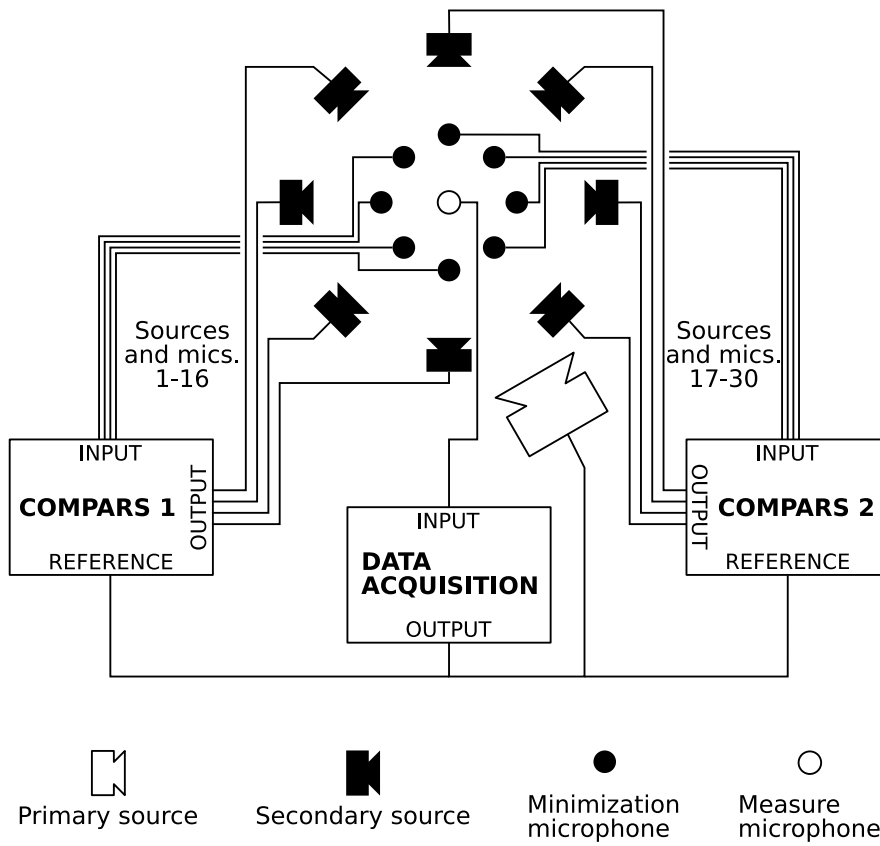 Sources
and mics.
1-16
Sources
and mics.
17-30
INPUT
COMPARS 1
OUTPUT
REFERENCE
INPUT
DATA
ACQUISITION
OUTPUT
INPUT
OUTPUT
COMPARS 2
REFERENCE
Primary source
Secondary source
Minimization
microphone
Measure
microphone